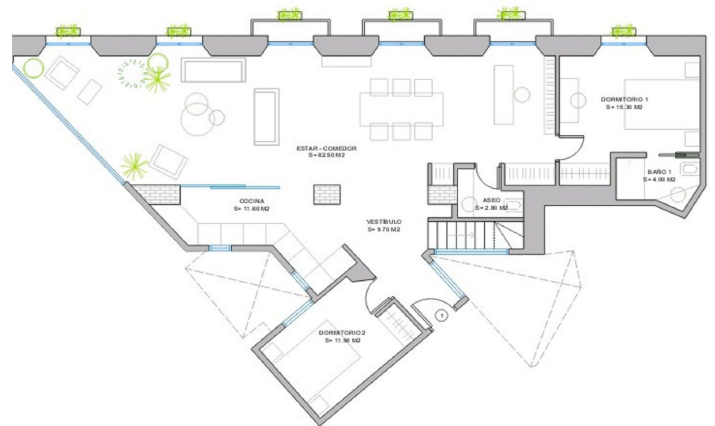 DORMITORIO 1
S= 15.30 M2
ESTAR - COMEDOR
S= 62.50 M2
BAÑO 1
S= 4.00 M2
COCINA
S= 11.60 M2
ASEO
S= 2.80 M2
VESTÍBULO
S= 9.70 M2
1
DORMITORIO 2
S= 11.50 M2